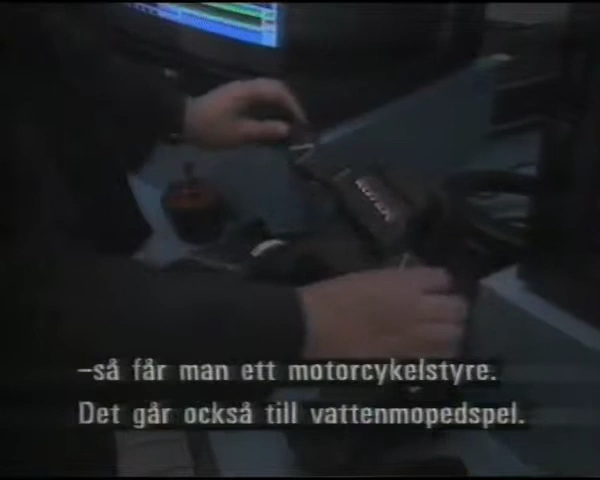 –så får man ett motorcykelstyre.
Det går också till vattenmopedspel.